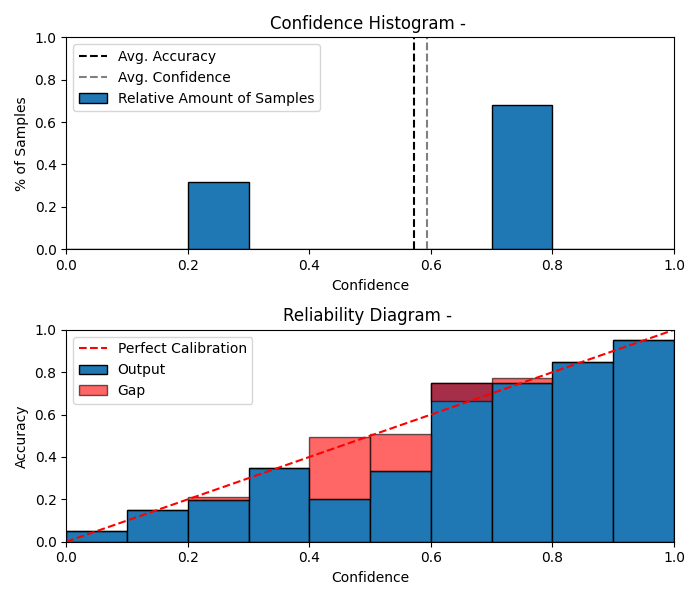 Confidence Histogram -
1.0
0.8
0.6
0.4
0.2
0.0
% of Samples
Avg. Accuracy
Avg. Confidence
Relative Amount of Samples
0.0 0.2 0.4 0.6 0.8 1.0
Confidence
Reliability Diagram -
1.0
0.8
0.6
0.4
0.2
0.0
Accuracy
Perfect Calibration
Output
Gap
0.0 0.2 0.4 0.6 0.8 1.0
Confidence